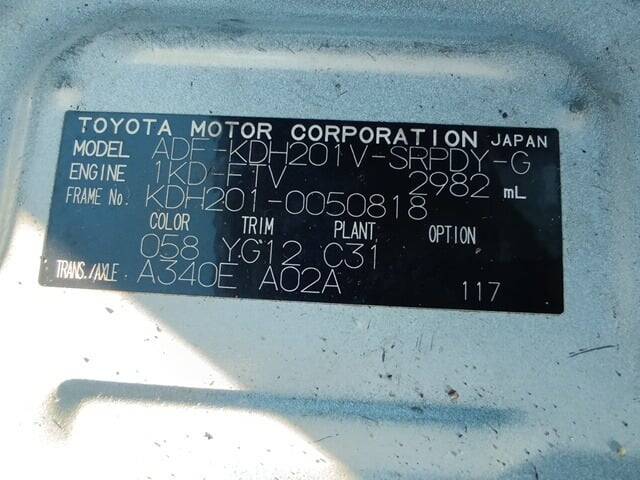 TOYOTA MOTOR CORPORATION JAPAN
MODEL ADF-KDH201V-SRPDY-G
ENGINE 1KD-FTV 2982 mL
FRAME No. KDH201-0050818
COLOR TRIM PLANT OPTION
058 YG12 C31
TRANS./AXLE A340E A02A
117